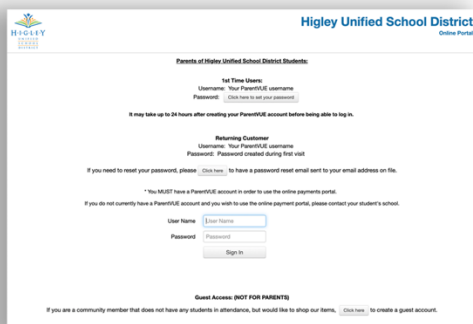 HIGLEY
UNIFIED
SCHOOL
DISTRICT
Higley Unified School District
Online Portal
Parents of Higley Unified School District Students:
1st Time Users:
Username: Your ParentVUE username
Password: Click here to set your password
It may take up to 24 hours after creating your ParentVUE account before being able to log in.
Returning Customer
Username: Your ParentVUE username
Password: Password created during first visit
If you need to reset your password, please Click here to have a password reset email sent to your email address on file.
* You MUST have a ParentVUE account in order to use the online payments portal.
If you do not currently have a ParentVUE account and you wish to use the online payment portal, please contact your student's school.
User Name User Name
Password Password
Sign In
Guest Access: (NOT FOR PARENTS)
If you are a community member that does not have any students in attendance, but would like to shop our items, Click here to create a guest account.